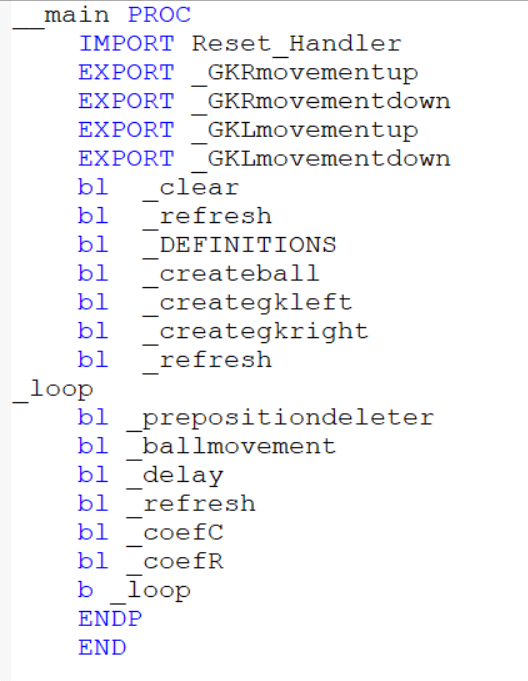 __main PROC
    IMPORT Reset_Handler
    EXPORT _GKRmovementup
    EXPORT _GKRmovementdown
    EXPORT _GKLmovementup
    EXPORT _GKLmovementdown
    bl  _clear
    bl  _refresh
    bl  _DEFINITIONS
    bl  _createball
    bl  _creategkleft
    bl  _creategkright
    bl  _refresh
_loop
    bl _prepositiondeleter
    bl _ballmovement
    bl _delay
    bl _refresh
    bl _coefC
    bl _coefR
    b _loop
    ENDP
    END